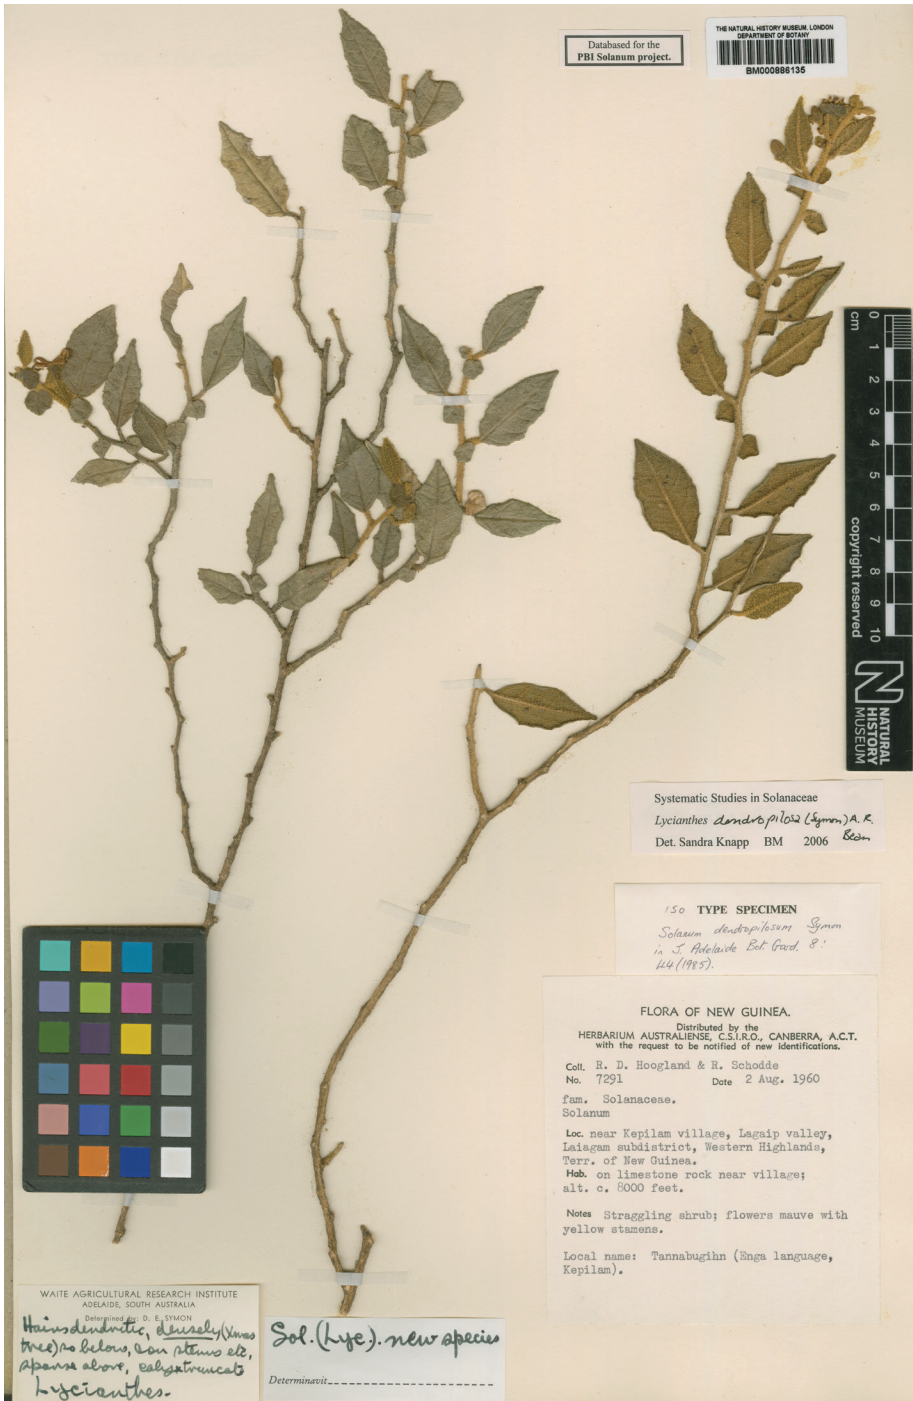 Databased for the
PBI Solanum project.
THE NATURAL HISTORY MUSEUM, LONDON
DEPARTMENT OF BOTANY
BM000886135
cm
0
1
2
3
4
5
6
7
8
9
10
copyright reserved
NATURAL
HISTORY
MUSEUM
Systematic Studies in Solanaceae
Lycianthes dendropilosa (Symon) A. R.
Bean
Det. Sandra Knapp BM 2006
ISO TYPE SPECIMEN
Solanum dendropilosum Symon
in J. Adelaide Bot. Gard. 8:
44 (1985).
FLORA OF NEW GUINEA.
Distributed by the
HERBARIUM AUSTRALIENSE, C.S.I.R.O., CANBERRA, A.C.T.
with the request to be notified of new identifications.
Coll. R. D. Hoogland & R. Schodde
No. 7291 Date 2 Aug. 1960
fam. Solanaceae.
Solanum
Loc. near Kepilam village, Lagaip valley,
Laiagam subdistrict, Western Highlands,
Terr. of New Guinea.
Hab. on limestone rock near village;
alt. c. 8000 feet.
Notes Straggling shrub; flowers mauve with
yellow stamens.
Local name: Tannabugihn (Enga language,
Kepilam).
WAITE AGRICULTURAL RESEARCH INSTITUTE
ADELAIDE, SOUTH AUSTRALIA
Determined by: D. E. SYMON
Hairs dendritic, densely, (Xmas
tree) so below, on stems etc,
sparse above, calyx truncate
Lycianthes.
Sol. (Lyc). new species
Determinavit